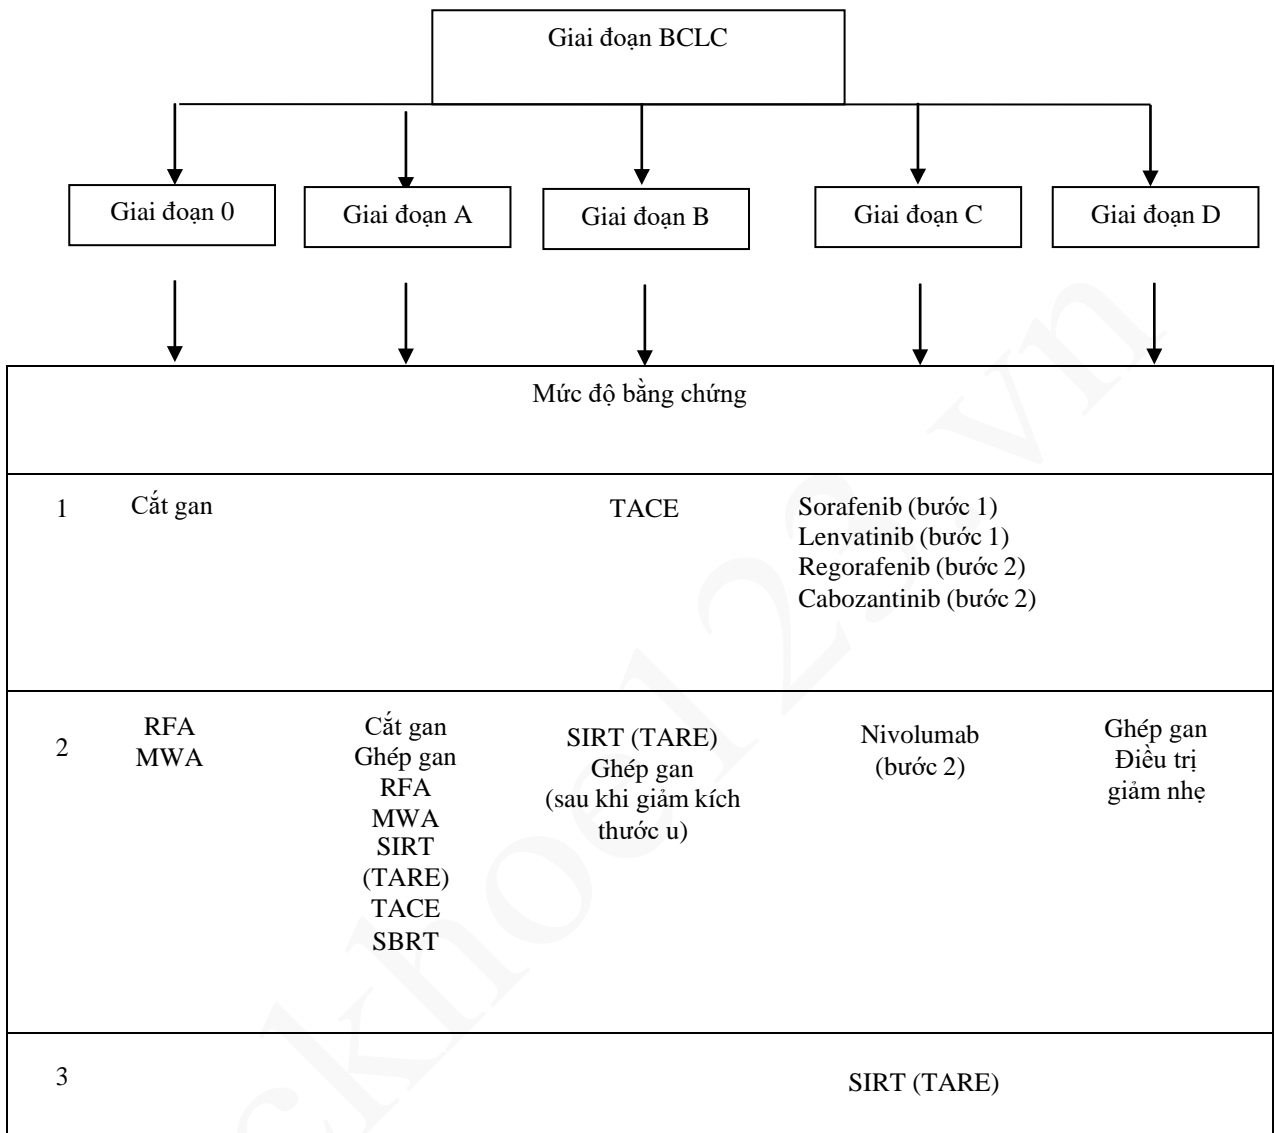 Giai đoạn BCLC
Giai đoạn 0
Giai đoạn A
Giai đoạn B
Giai đoạn C
Giai đoạn D
Mức độ bằng chứng
1
Cắt gan
TACE
Sorafenib (bước 1)
Lenvatinib (bước 1)
Regorafenib (bước 2)
Cabozantinib (bước 2)
2
RFA
MWA
Cắt gan
Ghép gan
RFA
MWA
SIRT
(TARE)
TACE
SBRT
SIRT (TARE)
Ghép gan
(sau khi giảm kích
thước u)
Nivolumab
(bước 2)
Ghép gan
Điều trị
giảm nhẹ
3
SIRT (TARE)
ckhoe123.vn